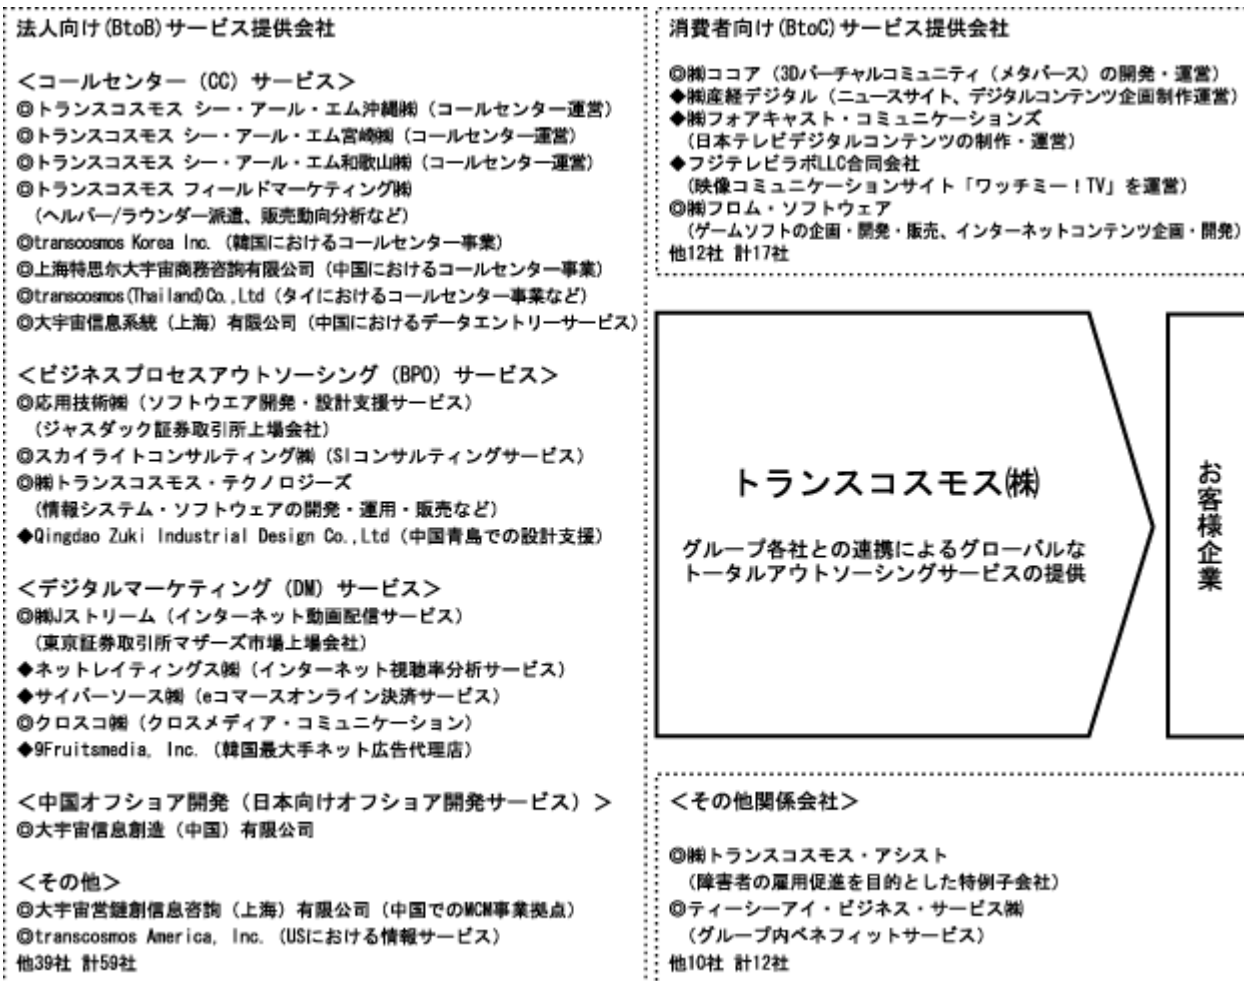 法人向け(BtoB)サービス提供会社
<コールセンター（CC）サービス>
◎トランスコスモス シー・アール・エム沖縄㈱（コールセンター運営）
◎トランスコスモス シー・アール・エム宮崎㈱（コールセンター運営）
◎トランスコスモス シー・アール・エム和歌山㈱（コールセンター運営）
◎トランスコスモス フィールドマーケティング㈱
（ヘルパー/ラウンダー派遣、販売動向分析など）
◎transcosmos Korea Inc.（韓国におけるコールセンター事業）
◎上海特思尔大宇宙商務咨詢有限公司（中国におけるコールセンター事業）
◎transcosmos(Thailand)Co.,Ltd（タイにおけるコールセンター事業など）
◎大宇宙信息系統（上海）有限公司（中国におけるデータエントリーサービス）
<ビジネスプロセスアウトソーシング（BPO）サービス>
◎応用技術㈱（ソフトウエア開発・設計支援サービス）
（ジャスダック証券取引所上場会社）
◎スカイライトコンサルティング㈱（SIコンサルティングサービス）
◎㈱トランスコスモス・テクノロジーズ
（情報システム・ソフトウェアの開発・運用・販売など）
◆Qingdao Zuki Industrial Design Co.,Ltd（中国青島での設計支援）
<デジタルマーケティング（DM）サービス>
◎㈱Jストリーム（インターネット動画配信サービス）
（東京証券取引所マザーズ市場上場会社）
◆ネットレイティングス㈱（インターネット視聴率分析サービス）
◆サイバーソース㈱（eコマースオンライン決済サービス）
◎クロスコ㈱（クロスメディア・コミュニケーション）
◆9Fruitsmedia, Inc.（韓国最大手ネット広告代理店）
<中国オフショア開発（日本向けオフショア開発サービス）>
◎大宇宙信息創造（中国）有限公司
<その他>
◎大宇宙営鏈創信息咨詢（上海）有限公司（中国でのMCM事業拠点）
◎transcosmos America, Inc.（USにおける情報サービス）
他39社 計59社
消費者向け(BtoC)サービス提供会社
◎㈱ココア（3Dバーチャルコミュニティ（メタバース）の開発・運営）
◆㈱産経デジタル（ニュースサイト、デジタルコンテンツ企画制作運営）
◆㈱フォアキャスト・コミュニケーションズ
（日本テレビデジタルコンテンツの制作・運営）
◆フジテレビラボLLC合同会社
（映像コミュニケーションサイト「ワッチミー！TV」を運営）
◎㈱フロム・ソフトウェア
（ゲームソフトの企画・開発・販売、インターネットコンテンツ企画・開発）
他12社 計17社
トランスコスモス㈱
グループ各社との連携によるグローバルな
トータルアウトソーシングサービスの提供
お客様企業
<その他関係会社>
◎㈱トランスコスモス・アシスト
（障害者の雇用促進を目的とした特例子会社）
◎ティーシーアイ・ビジネス・サービス㈱
（グループ内ベネフィットサービス）
他10社 計12社